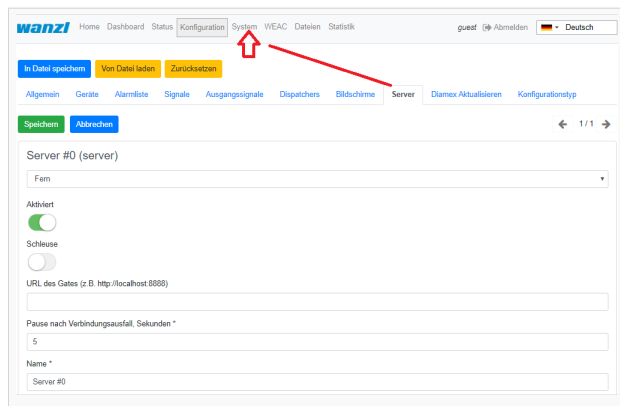 wanzl Home Dashboard Status Konfiguration System WEAC Dateien Statistik guest Abmelden Deutsch
In Datei speichern Von Datei laden Zurücksetzen
Allgemein Geräte Alarmliste Signale Ausgangssignale Dispatchers Bildschirme Server Diamex Aktualisieren Konfigurationstyp
Speichern Abbrechen 1 / 1
Server #0 (server)
Fern
Aktiviert
Schleuse
URL des Gates (z.B. http://localhost:8888)
Pause nach Verbindungsausfall, Sekunden *
5
Name *
Server #0